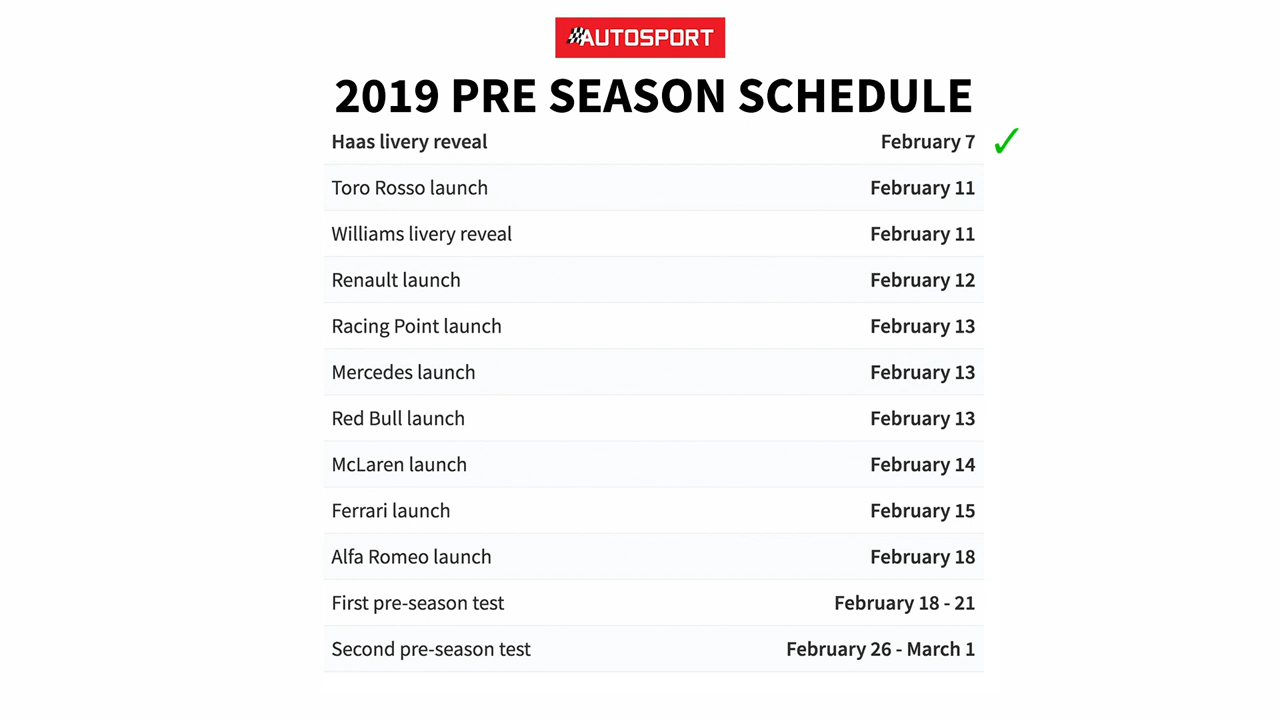 AUTOSPORT
2019 PRE SEASON SCHEDULE
Haas livery reveal February 7 ✓
Toro Rosso launch February 11
Williams livery reveal February 11
Renault launch February 12
Racing Point launch February 13
Mercedes launch February 13
Red Bull launch February 13
McLaren launch February 14
Ferrari launch February 15
Alfa Romeo launch February 18
First pre-season test February 18 - 21
Second pre-season test February 26 - March 1